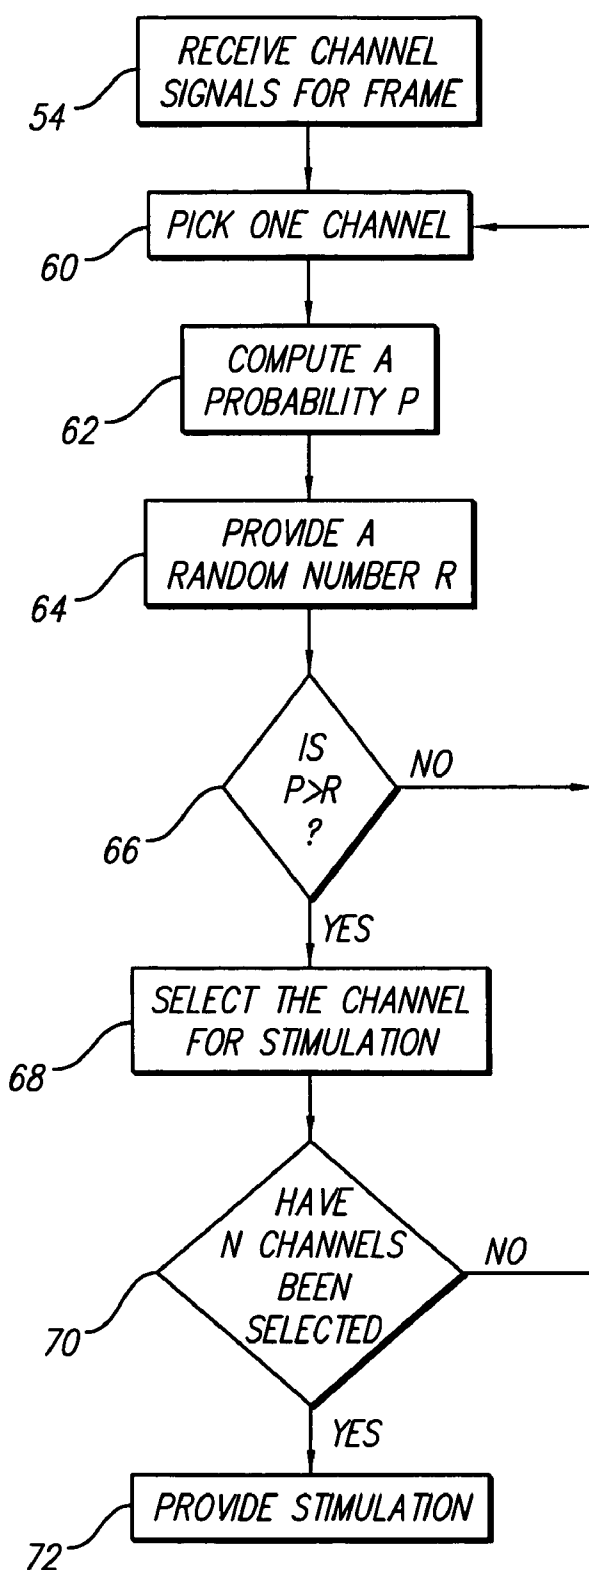 RECEIVE CHANNEL
SIGNALS FOR FRAME
54
PICK ONE CHANNEL
60
COMPUTE A
PROBABILITY P
62
PROVIDE A
RANDOM NUMBER R
64
IS
P>R
?
NO
66
YES
SELECT THE CHANNEL
FOR STIMULATION
68
HAVE
N CHANNELS
BEEN
SELECTED
NO
70
YES
PROVIDE STIMULATION
72